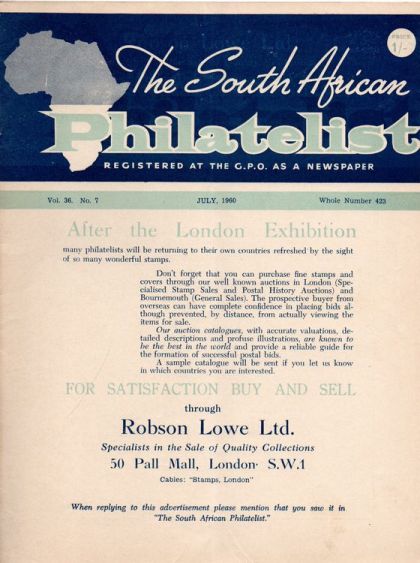 PRICE
1/-
The South African
Philatelist
REGISTERED AT THE G.P.O. AS A NEWSPAPER
Vol. 36. No. 7 JULY, 1960 Whole Number 423
After the London Exhibition
many philatelists will be returning to their own countries refreshed by the sight
of so many wonderful stamps.
Don't forget that you can purchase fine stamps and
covers through our well known auctions in London (Spe-
cialised Stamp Sales and Postal History Auctions) and
Bournemouth (General Sales). The prospective buyer from
overseas can have complete confidence in placing bids al-
though prevented, by distance, from actually viewing the
items for sale.
Our auction catalogues, with accurate valuations, de-
tailed descriptions and profuse illustrations, are known to
be the best in the world and provide a reliable guide for
the formation of successful postal bids.
A sample catalogue will be sent if you let us know
in which countries you are interested.
FOR SATISFACTION BUY AND SELL
through
Robson Lowe Ltd.
Specialists in the Sale of Quality Collections
50 Pall Mall, London S.W.1
Cables: "Stamps, London"
When replying to this advertisement please mention that you saw it in
"The South African Philatelist."